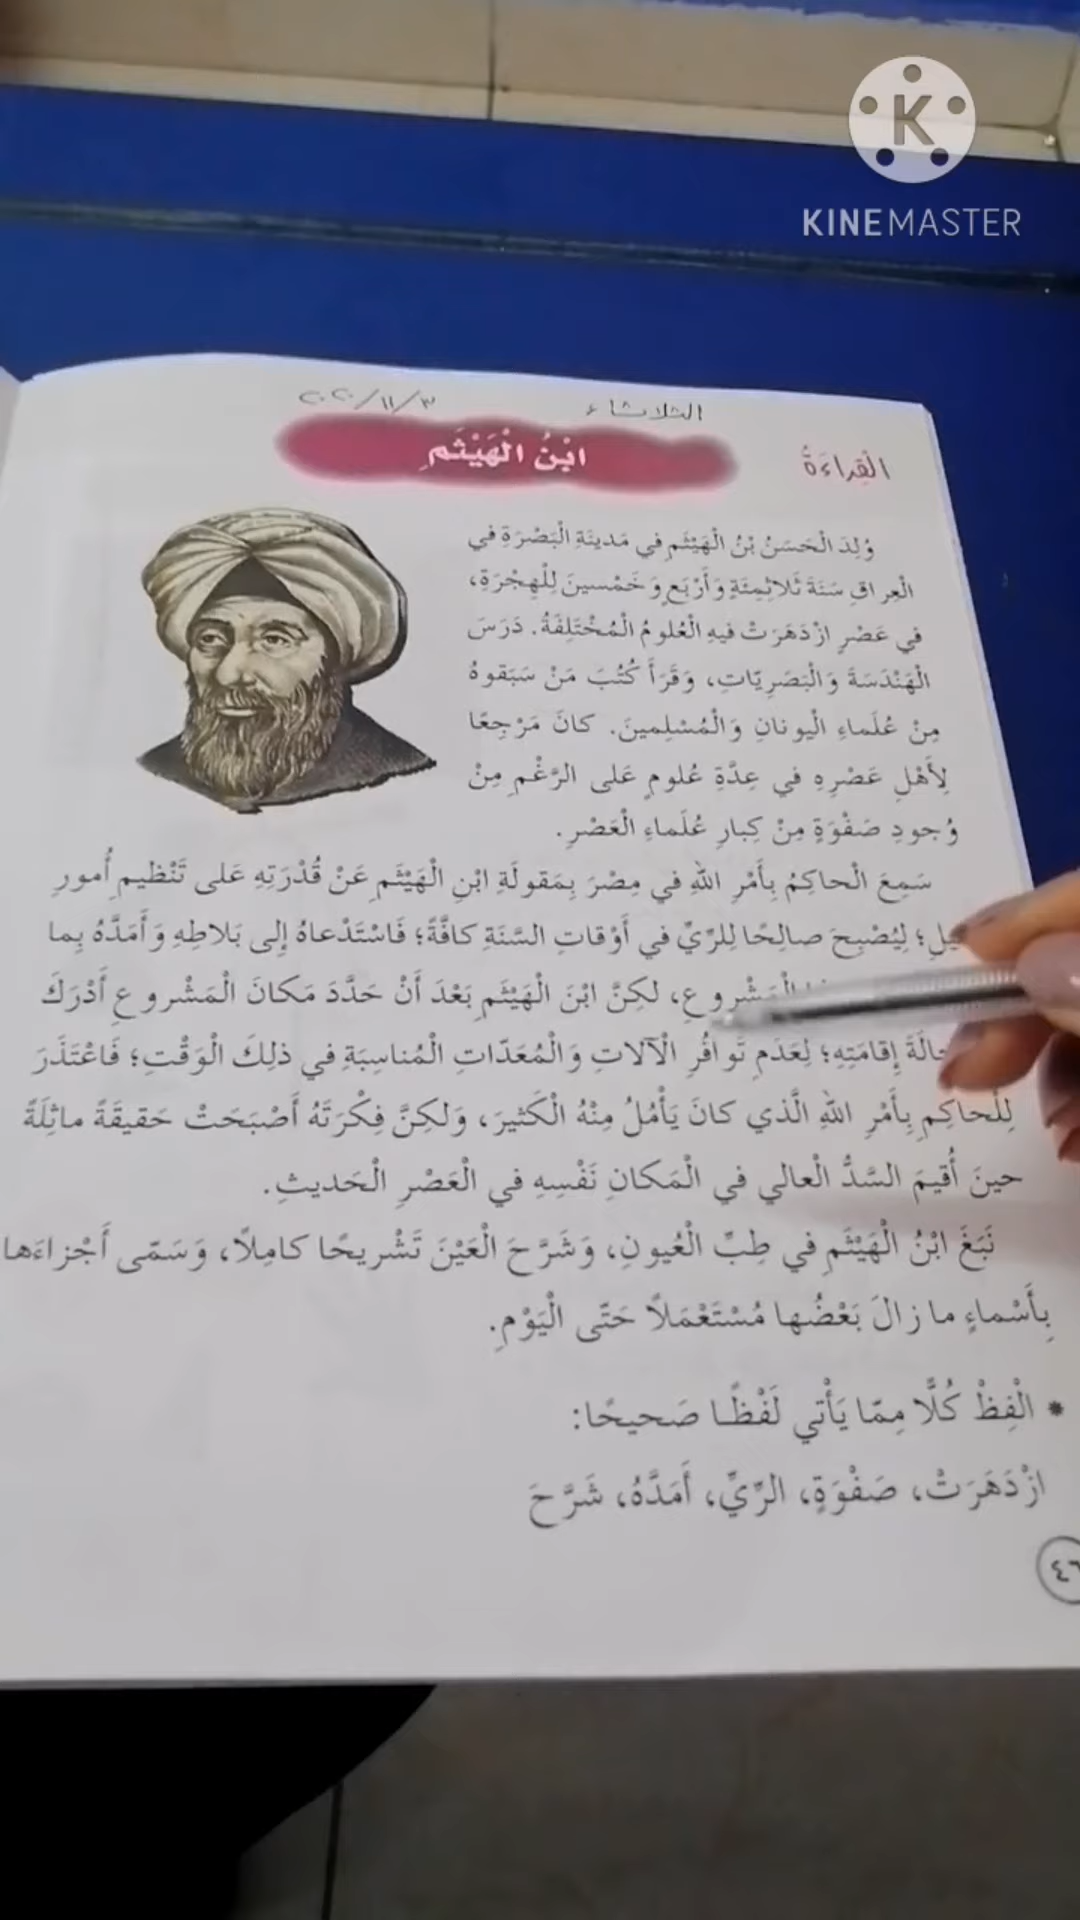 KINEMASTER
الثلاثاء ٢٠٢٠/١١/٣
الْقِراءَةُ
ابْنُ الْهَيْثَمِ
وُلِدَ الْحَسَنُ بْنُ الْهَيْثَمِ في مَدينَةِ الْبَصْرَةِ في
الْعِراقِ سَنَةَ ثَلاثِمِئَةٍ وَأَرْبَعٍ وَخَمْسينَ لِلْهِجْرَةِ،
في عَصْرٍ ازْدَهَرَتْ فيهِ الْعُلومُ الْمُخْتَلِفَةُ. دَرَسَ
الْهَنْدَسَةَ وَالْبَصَرِيّاتِ، وَقَرَأَ كُتُبَ مَنْ سَبَقوهُ
مِنْ عُلَماءِ الْيونانِ وَالْمُسْلِمينَ. كانَ مَرْجِعًا
لِأَهْلِ عَصْرِهِ في عِدَّةِ عُلومٍ عَلى الرَّغْمِ مِنْ
وُجودِ صَفْوَةٍ مِنْ كِبارِ عُلَماءِ الْعَصْرِ.
سَمِعَ الْحاكِمُ بِأَمْرِ اللهِ في مِصْرَ بِمَقولَةِ ابْنِ الْهَيْثَمِ عَنْ قُدْرَتِهِ عَلى تَنْظيمِ أُمورِ
؛ لِيُصْبِحَ صالِحًا لِلرِّيِّ في أَوْقاتِ السَّنَةِ كافَّةً؛ فَاسْتَدْعاهُ إِلى بَلاطِهِ وَأَمَدَّهُ بِما
الْمَشْروعِ، لكِنَّ ابْنَ الْهَيْثَمِ بَعْدَ أَنْ حَدَّدَ مَكانَ الْمَشْروعِ أَدْرَكَ
إِقامَتِهِ؛ لِعَدَمِ تَوافُرِ الْآلاتِ وَالْمُعَدّاتِ الْمُناسِبَةِ في ذلِكَ الْوَقْتِ؛ فَاعْتَذَرَ
لِلْحاكِمِ بِأَمْرِ اللهِ الَّذي كانَ يَأْمُلُ مِنْهُ الْكَثيرَ، وَلكِنَّ فِكْرَتَهُ أَصْبَحَتْ حَقيقَةً ماثِلَةً
حينَ أُقيمَ السَّدُّ الْعالي في الْمَكانِ نَفْسِهِ في الْعَصْرِ الْحَديثِ.
نَبَغَ ابْنُ الْهَيْثَمِ في طِبِّ الْعُيونِ، وَشَرَّحَ الْعَيْنَ تَشْريحًا كامِلًا، وَسَمّى أَجْزاءَها
بِأَسْماءٍ ما زالَ بَعْضُها مُسْتَعْمَلًا حَتّى الْيَوْمِ.
* الْفِظْ كُلًّا مِمّا يَأْتي لَفْظًا صَحيحًا:
ازْدَهَرَتْ، صَفْوَةٍ، الرِّيِّ، أَمَدَّهُ، شَرَّحَ
٤٦